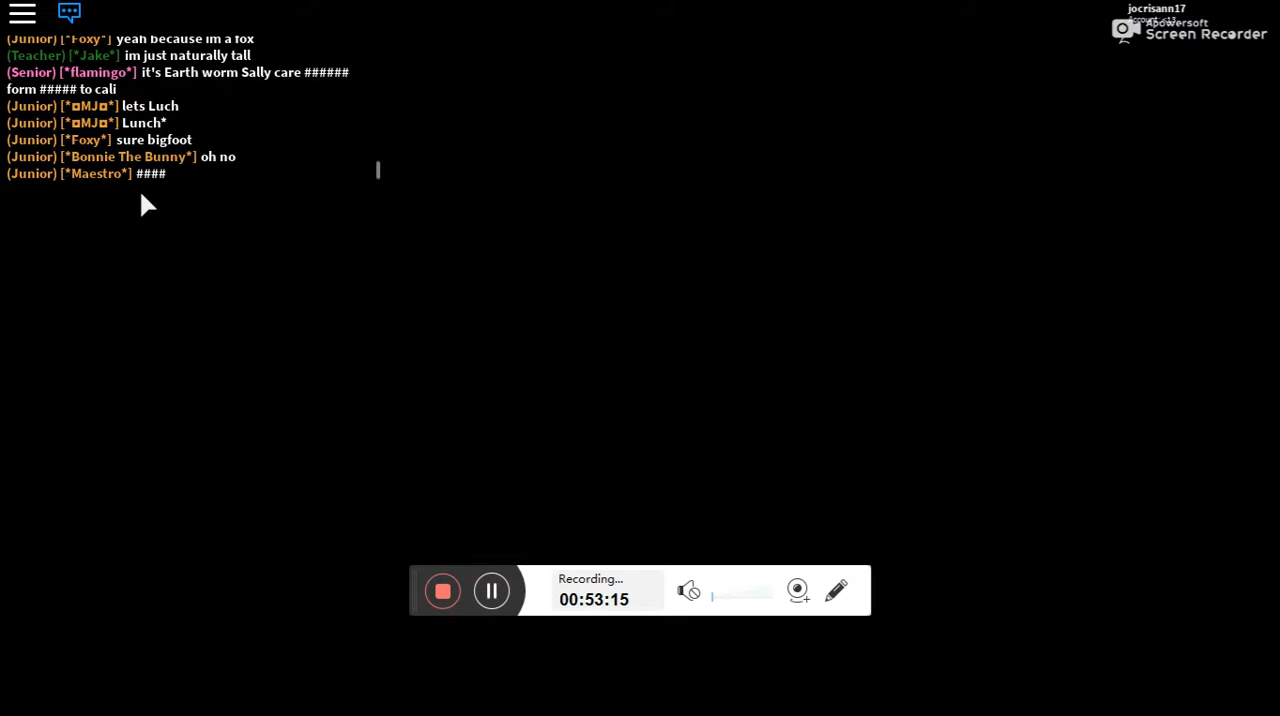 jocrisann17
Apowersoft
Screen Recorder
(Junior) [*Foxy*] yeah because im a fox
(Teacher) [*Jake*] im just naturally tall
(Senior) [*flamingo*] it's Earth worm Sally care ######
form ##### to cali
(Junior) [*◘MJ◘*] lets Luch
(Junior) [*◘MJ◘*] Lunch*
(Junior) [*Foxy*] sure bigfoot
(Junior) [*Bonnie The Bunny*] oh no
(Junior) [*Maestro*] ####
Recording...
00:53:15